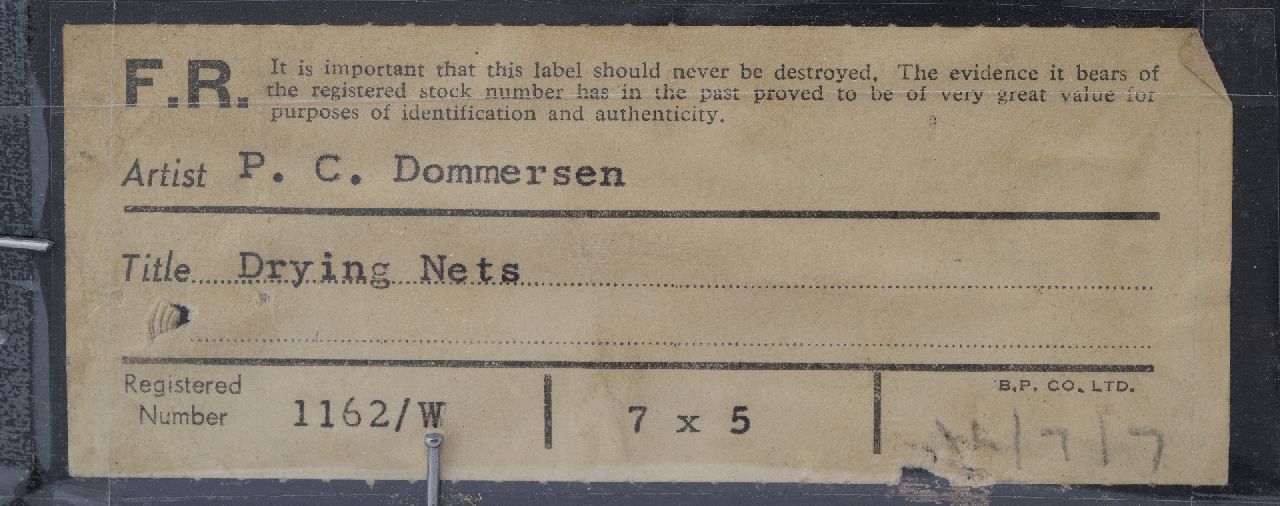 F.R.
It is important that this label should never be destroyed. The evidence it bears of
the registered stock number has in the past proved to be of very great value for
purposes of identification and authenticity.
Artist P. C. Dommersen
Title Drying Nets
Registered
Number 1162/W 7 x 5
B.P. CO. LTD.
/7/7